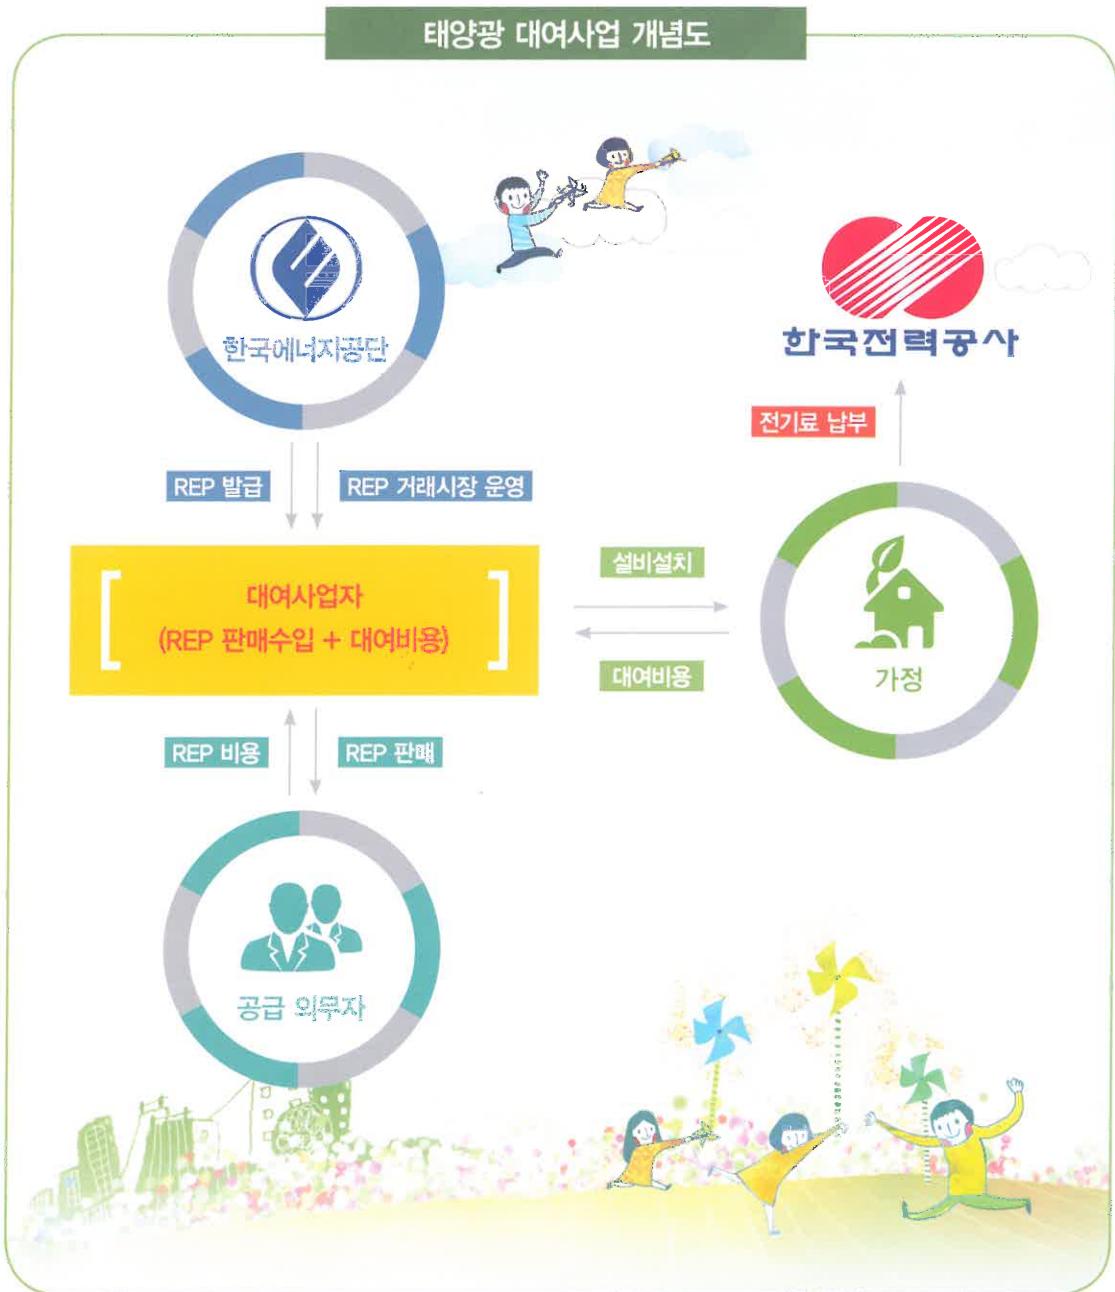 태양광 대여사업 개념도
한국에너지공단
한국전력공사
전기료 납부
REP 발급
REP 거래시장 운영
대여사업자
(REP 판매수입 + 대여비용)
설비설치
대여비용
가정
REP 비용
REP 판매
공급 의무자